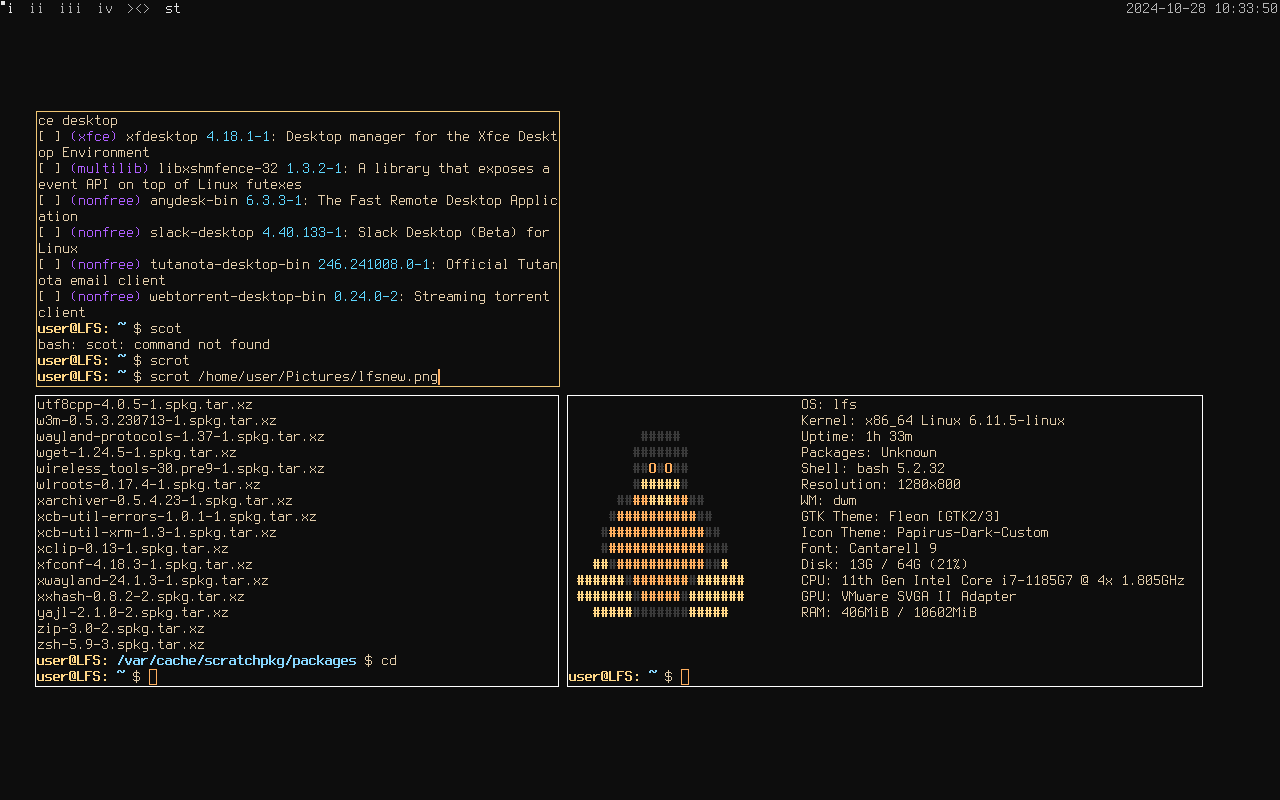 i ii iii iv ><> st 2024-10-28 10:33:50
ce desktop
[ ] (xfce) xfdesktop 4.18.1-1: Desktop manager for the Xfce Deskt
op Environment
[ ] (multilib) libxshmfence-32 1.3.2-1: A library that exposes a
event API on top of Linux futexes
[ ] (nonfree) anydesk-bin 6.3.3-1: The Fast Remote Desktop Applic
ation
[ ] (nonfree) slack-desktop 4.40.133-1: Slack Desktop (Beta) for
Linux
[ ] (nonfree) tutanota-desktop-bin 246.241008.0-1: Official Tutan
ota email client
[ ] (nonfree) webtorrent-desktop-bin 0.24.0-2: Streaming torrent
client
user@LFS: ~ $ scot
bash: scot: command not found
user@LFS: ~ $ scrot
user@LFS: ~ $ scrot /home/user/Pictures/lfsnew.png
utf8cpp-4.0.5-1.spkg.tar.xz
w3m-0.5.3.230713-1.spkg.tar.xz
wayland-protocols-1.37-1.spkg.tar.xz
wget-1.24.5-1.spkg.tar.xz
wireless_tools-30.pre9-1.spkg.tar.xz
wlroots-0.17.4-1.spkg.tar.xz
xarchiver-0.5.4.23-1.spkg.tar.xz
xcb-util-errors-1.0.1-1.spkg.tar.xz
xcb-util-xrm-1.3-1.spkg.tar.xz
xclip-0.13-1.spkg.tar.xz
xfconf-4.18.3-1.spkg.tar.xz
xwayland-24.1.3-1.spkg.tar.xz
xxhash-0.8.2-2.spkg.tar.xz
yajl-2.1.0-2.spkg.tar.xz
zip-3.0-2.spkg.tar.xz
zsh-5.9-3.spkg.tar.xz
user@LFS: /var/cache/scratchpkg/packages $ cd
user@LFS: ~ $
OS: lfs
Kernel: x86_64 Linux 6.11.5-linux
Uptime: 1h 33m
Packages: Unknown
Shell: bash 5.2.32
Resolution: 1280x800
WM: dwm
GTK Theme: Fleon [GTK2/3]
Icon Theme: Papirus-Dark-Custom
Font: Cantarell 9
Disk: 13G / 64G (21%)
CPU: 11th Gen Intel Core i7-1185G7 @ 4x 1.805GHz
GPU: VMware SVGA II Adapter
RAM: 406MiB / 10602MiB
user@LFS: ~ $